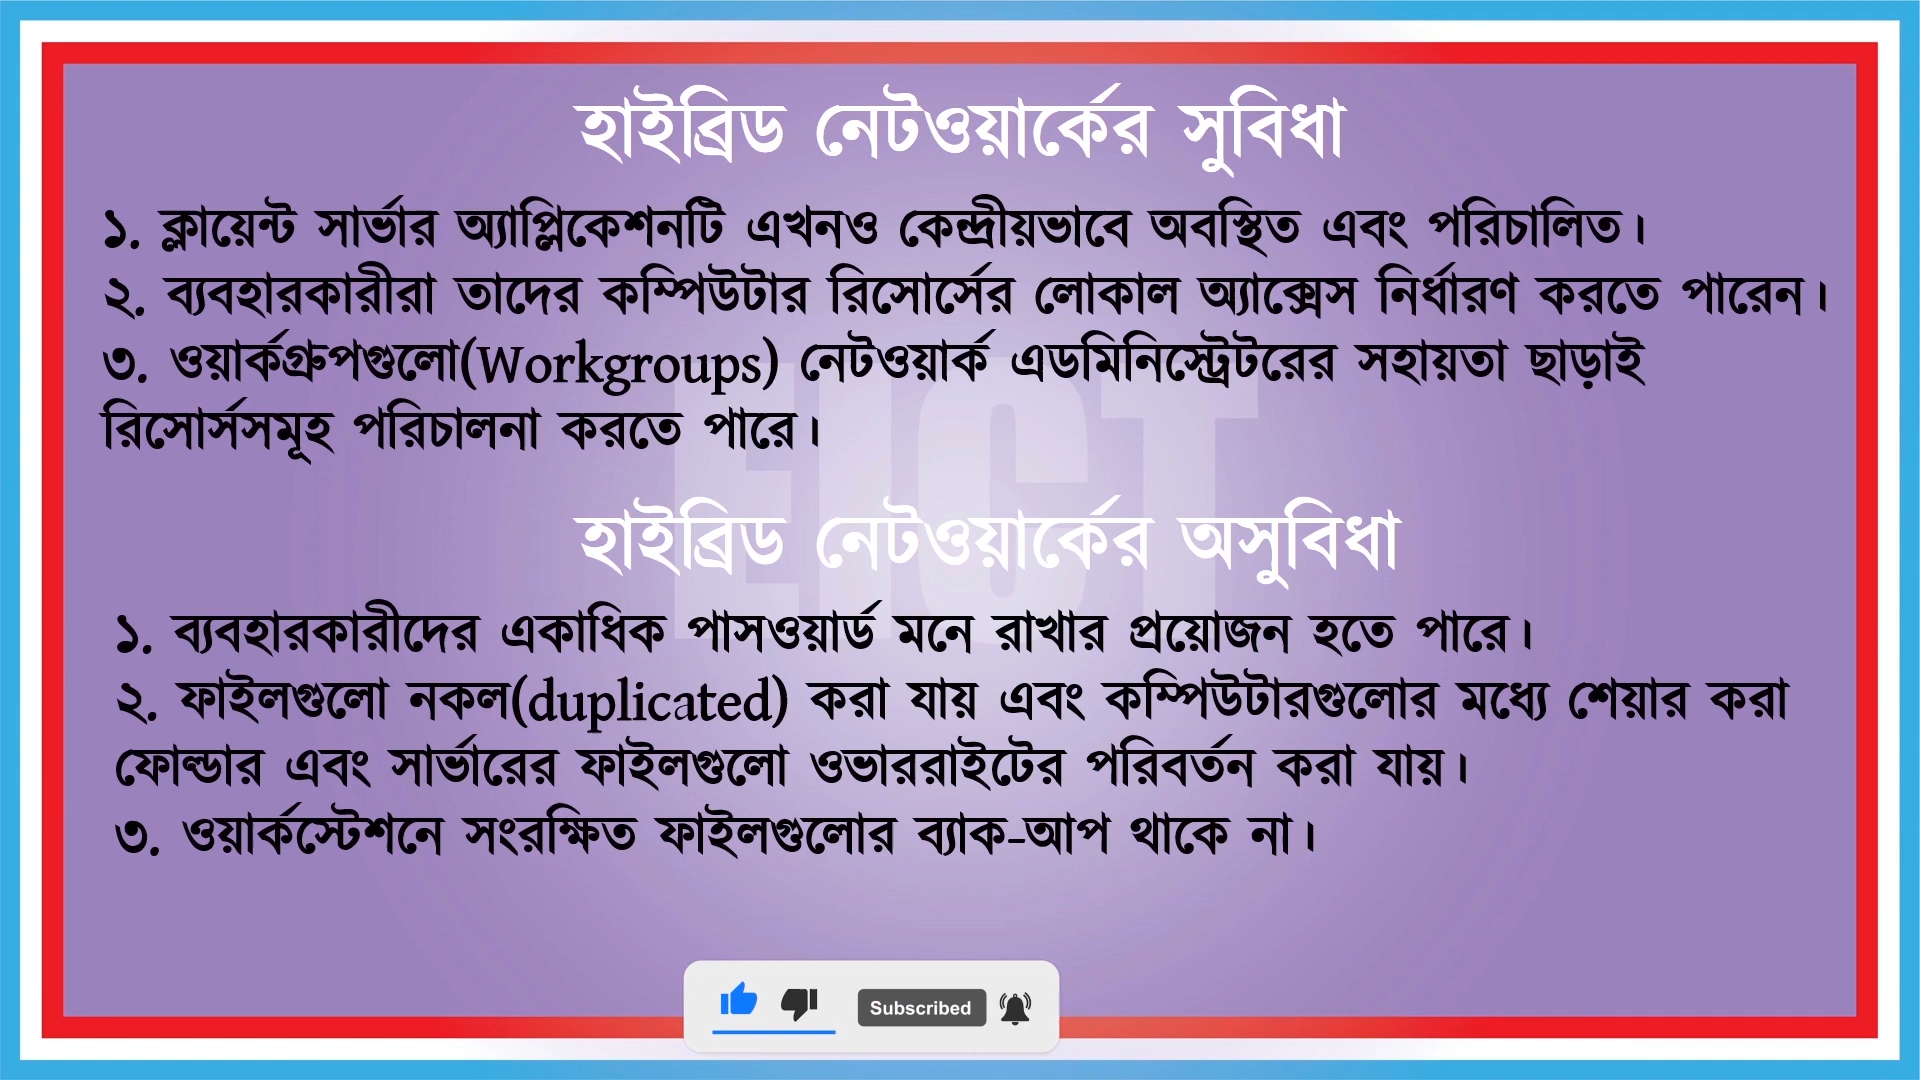 হাইব্রিড নেটওয়ার্কের সুবিধা
১. ক্লায়েন্ট সার্ভার অ্যাপ্লিকেশনটি এখনও কেন্দ্রীয়ভাবে অবস্থিত এবং পরিচালিত।
২. ব্যবহারকারীরা তাদের কম্পিউটার রিসোর্সের লোকাল অ্যাক্সেস নির্ধারণ করতে পারেন।
৩. ওয়ার্কগ্রুপগুলো(Workgroups) নেটওয়ার্ক এডমিনিস্ট্রেটরের সহায়তা ছাড়াই
রিসোর্সসমূহ পরিচালনা করতে পারে।
EICT
হাইব্রিড নেটওয়ার্কের অসুবিধা
১. ব্যবহারকারীদের একাধিক পাসওয়ার্ড মনে রাখার প্রয়োজন হতে পারে।
২. ফাইলগুলো নকল(duplicated) করা যায় এবং কম্পিউটারগুলোর মধ্যে শেয়ার করা
ফোল্ডার এবং সার্ভারের ফাইলগুলো ওভাররাইটের পরিবর্তন করা যায়।
৩. ওয়ার্কস্টেশনে সংরক্ষিত ফাইলগুলোর ব্যাক-আপ থাকে না।
Subscribed